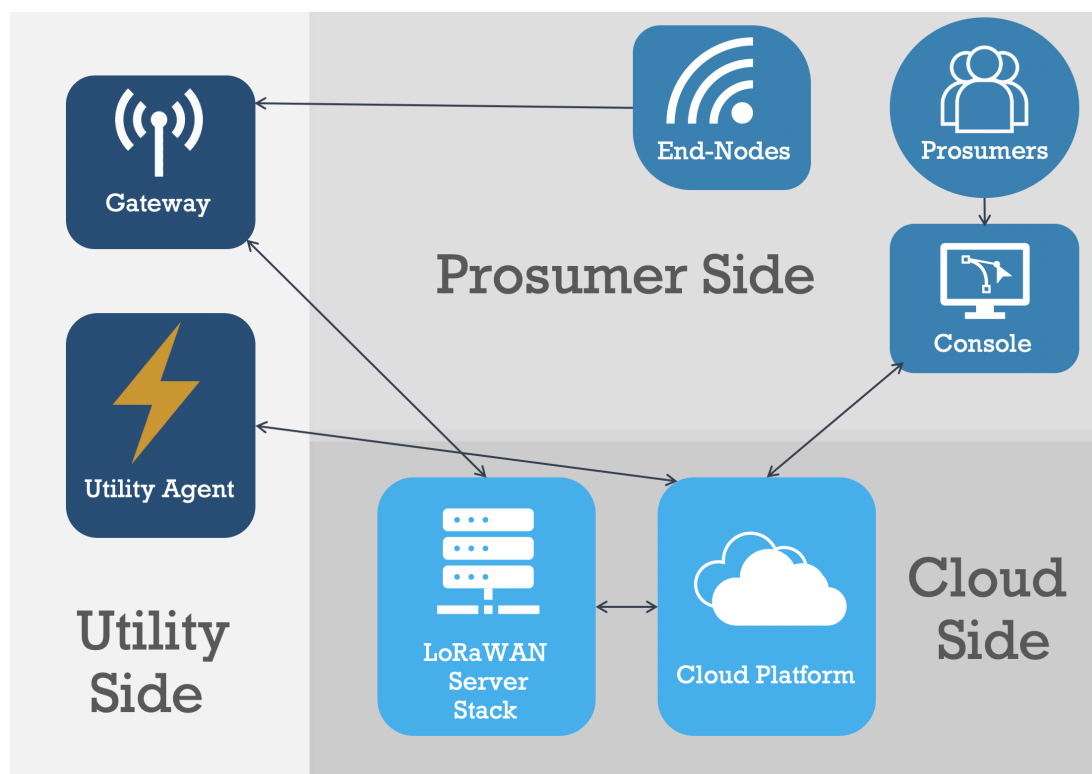 End-Nodes
Prosumers
Gateway
Prosumer Side
Console
Utility Agent
Cloud
Side
Utility
Side
LoRaWAN
Server
Stack
Cloud Platform